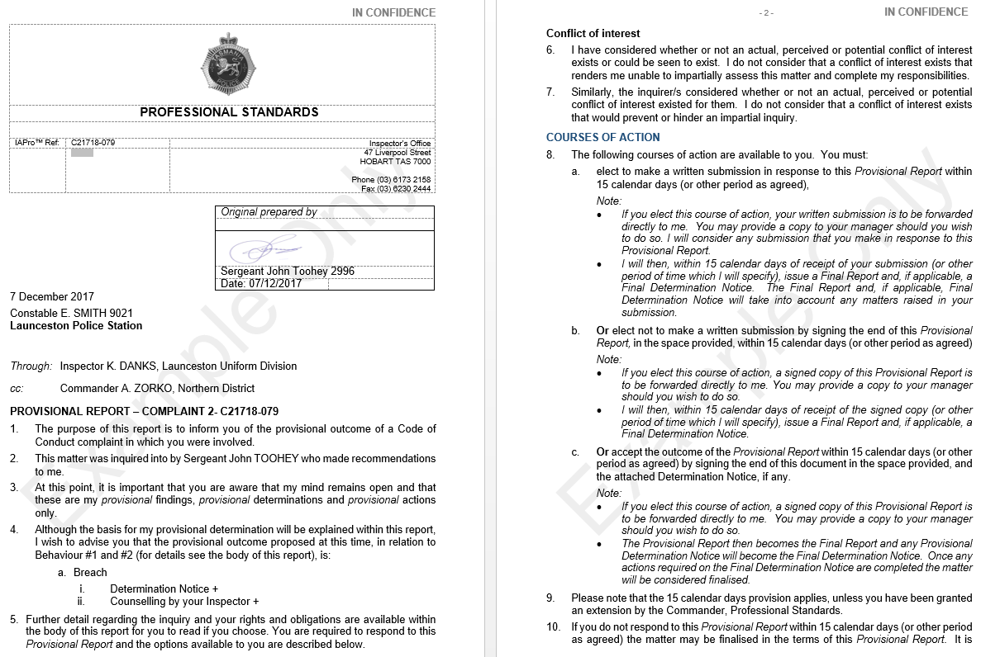 IN CONFIDENCE
TASMANIA
POLICE
PROFESSIONAL STANDARDS
IAPro™ Ref: C21718-079
Inspector's Office
47 Liverpool Street
HOBART TAS 7000
Phone (03) 6173 2158
Fax (03) 6230 2444
Original prepared by
Sergeant John Toohey 2996
Date: 07/12/2017
7 December 2017
Constable E. SMITH 9021
Launceston Police Station
Through: Inspector K. DANKS, Launceston Uniform Division
cc: Commander A. ZORKO, Northern District
PROVISIONAL REPORT – COMPLAINT 2- C21718-079
1. The purpose of this report is to inform you of the provisional outcome of a Code of
Conduct complaint in which you were involved.
2. This matter was inquired into by Sergeant John TOOHEY who made recommendations
to me.
3. At this point, it is important that you are aware that my mind remains open and that
these are my provisional findings, provisional determinations and provisional actions
only.
4. Although the basis for my provisional determination will be explained within this report,
I wish to advise you that the provisional outcome proposed at this time, in relation to
Behaviour #1 and #2 (for details see the body of this report), is:
a. Breach
i. Determination Notice +
ii. Counselling by your Inspector +
5. Further detail regarding the inquiry and your rights and obligations are available within
the body of this report for you to read if you choose. You are required to respond to this
Provisional Report and the options available to you are described below.
Example Only
- 2 -
IN CONFIDENCE
Conflict of interest
6. I have considered whether or not an actual, perceived or potential conflict of interest
exists or could be seen to exist. I do not consider that a conflict of interest exists that
renders me unable to impartially assess this matter and complete my responsibilities.
7. Similarly, the inquirer/s considered whether or not an actual, perceived or potential
conflict of interest existed for them. I do not consider that a conflict of interest exists
that would prevent or hinder an impartial inquiry.
COURSES OF ACTION
8. The following courses of action are available to you. You must:
a. elect to make a written submission in response to this Provisional Report within
15 calendar days (or other period as agreed),
Note:
• If you elect this course of action, your written submission is to be forwarded
directly to me. You may provide a copy to your manager should you wish
to do so. I will consider any submission that you make in response to this
Provisional Report.
• I will then, within 15 calendar days of receipt of your submission (or other
period of time which I will specify), issue a Final Report and, if applicable, a
Final Determination Notice. The Final Report and, if applicable, Final
Determination Notice will take into account any matters raised in your
submission.
b. Or elect not to make a written submission by signing the end of this Provisional
Report, in the space provided, within 15 calendar days (or other period as agreed)
Note:
• If you elect this course of action, a signed copy of this Provisional Report is
to be forwarded directly to me. You may provide a copy to your manager
should you wish to do so.
• I will then, within 15 calendar days of receipt of the signed copy (or other
period of time which I will specify), issue a Final Report and, if applicable, a
Final Determination Notice.
c. Or accept the outcome of the Provisional Report within 15 calendar days (or other
period as agreed) by signing the end of this document in the space provided, and
the attached Determination Notice, if any.
Note:
• If you elect this course of action, a signed copy of this Provisional Report is
to be forwarded directly to me. You may provide a copy to your manager
should you wish to do so.
• The Provisional Report then becomes the Final Report and any Provisional
Determination Notice will become the Final Determination Notice. Once any
actions required on the Final Determination Notice are completed the matter
will be considered finalised.
9. Please note that the 15 calendar days provision applies, unless you have been granted
an extension by the Commander, Professional Standards.
10. If you do not respond to this Provisional Report within 15 calendar days (or other period
as agreed) the matter may be finalised in the terms of this Provisional Report. It is
Example Only